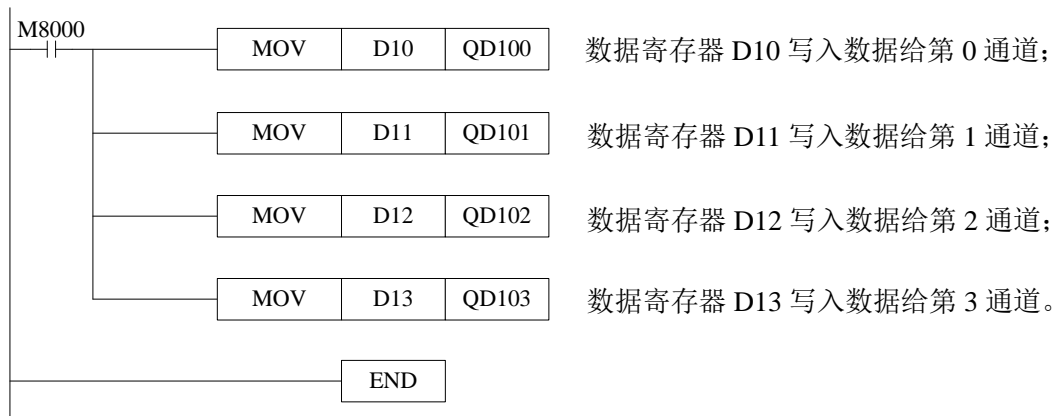 M8000
MOV D10 QD100 数据寄存器 D10 写入数据给第 0 通道；
MOV D11 QD101 数据寄存器 D11 写入数据给第 1 通道；
MOV D12 QD102 数据寄存器 D12 写入数据给第 2 通道；
MOV D13 QD103 数据寄存器 D13 写入数据给第 3 通道。
END